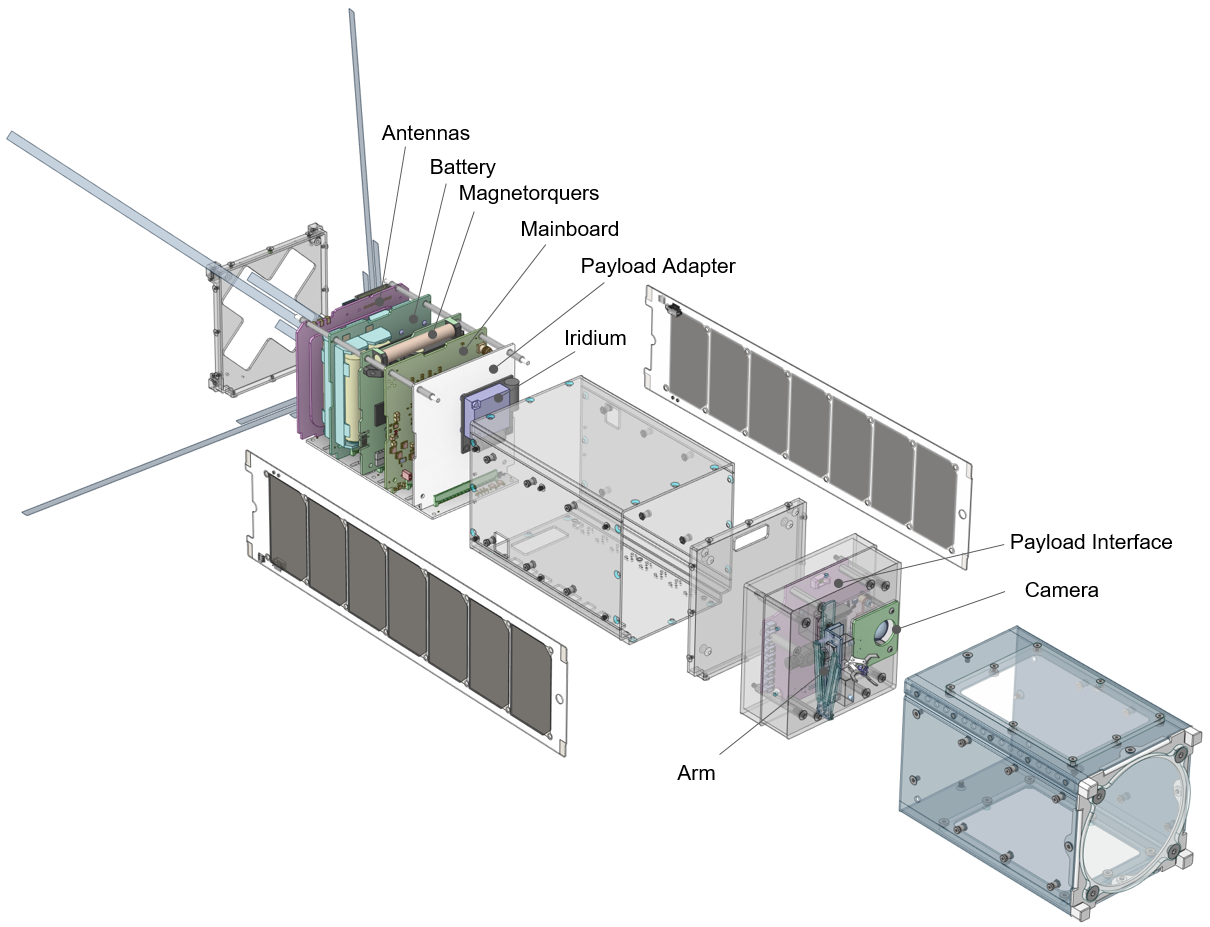 Antennas
Battery
Magnetorquers
Mainboard
Payload Adapter
Iridium
Payload Interface
Camera
Arm